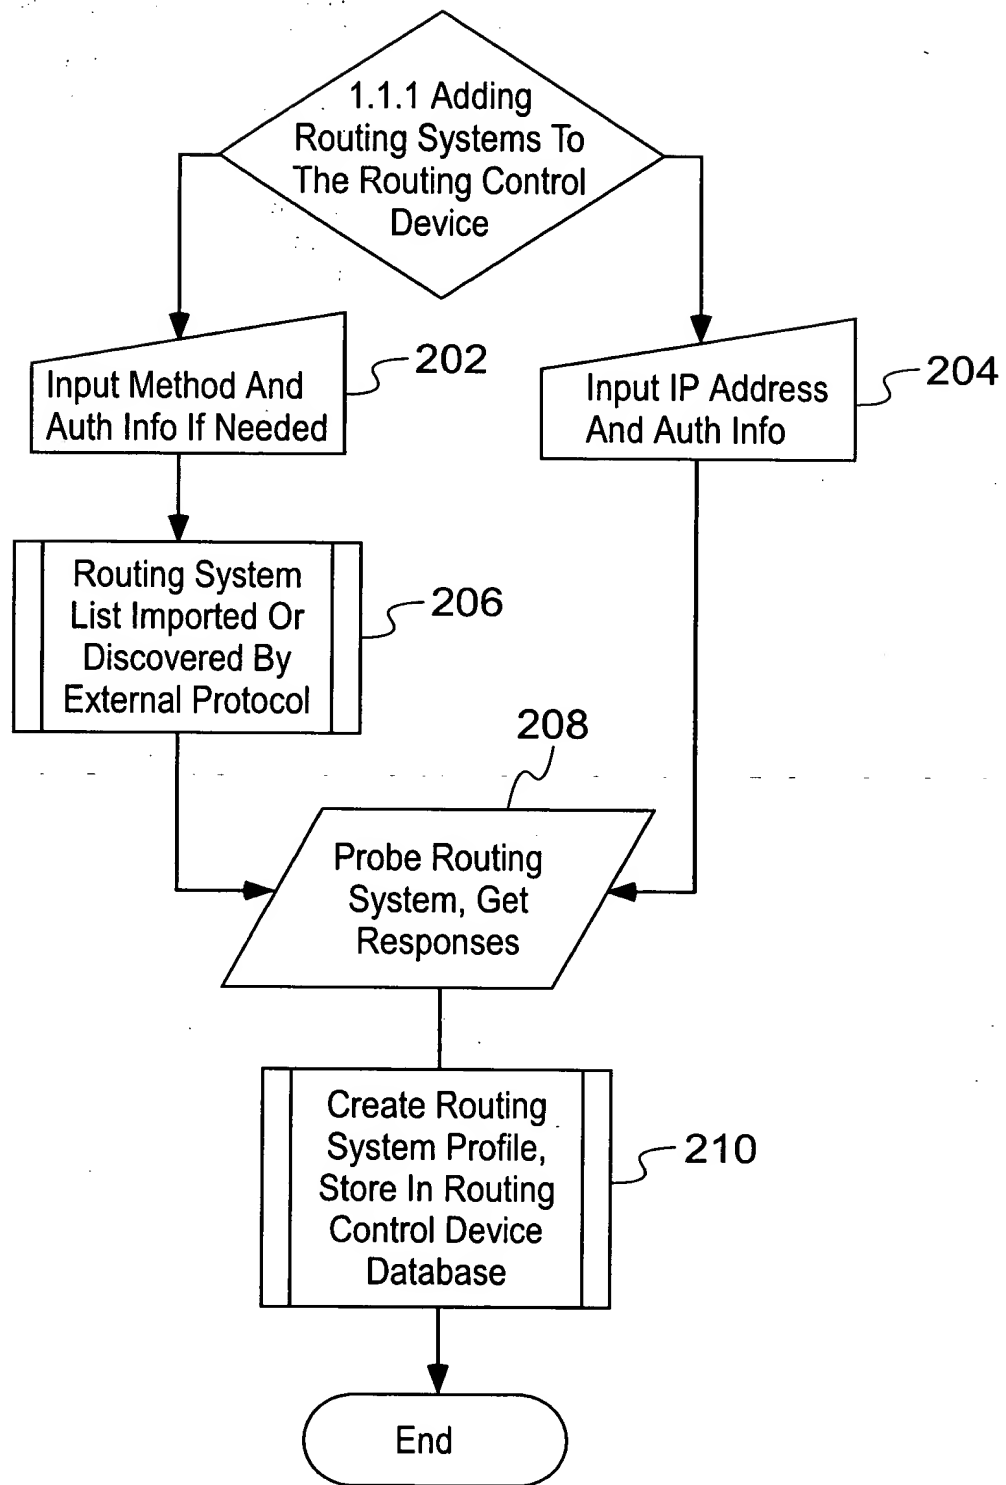 1.1.1 Adding
Routing Systems To
The Routing Control
Device
Input Method And
Auth Info If Needed
202
Input IP Address
And Auth Info
204
Routing System
List Imported Or
Discovered By
External Protocol
206
208
Probe Routing
System, Get
Responses
Create Routing
System Profile,
Store In Routing
Control Device
Database
210
End